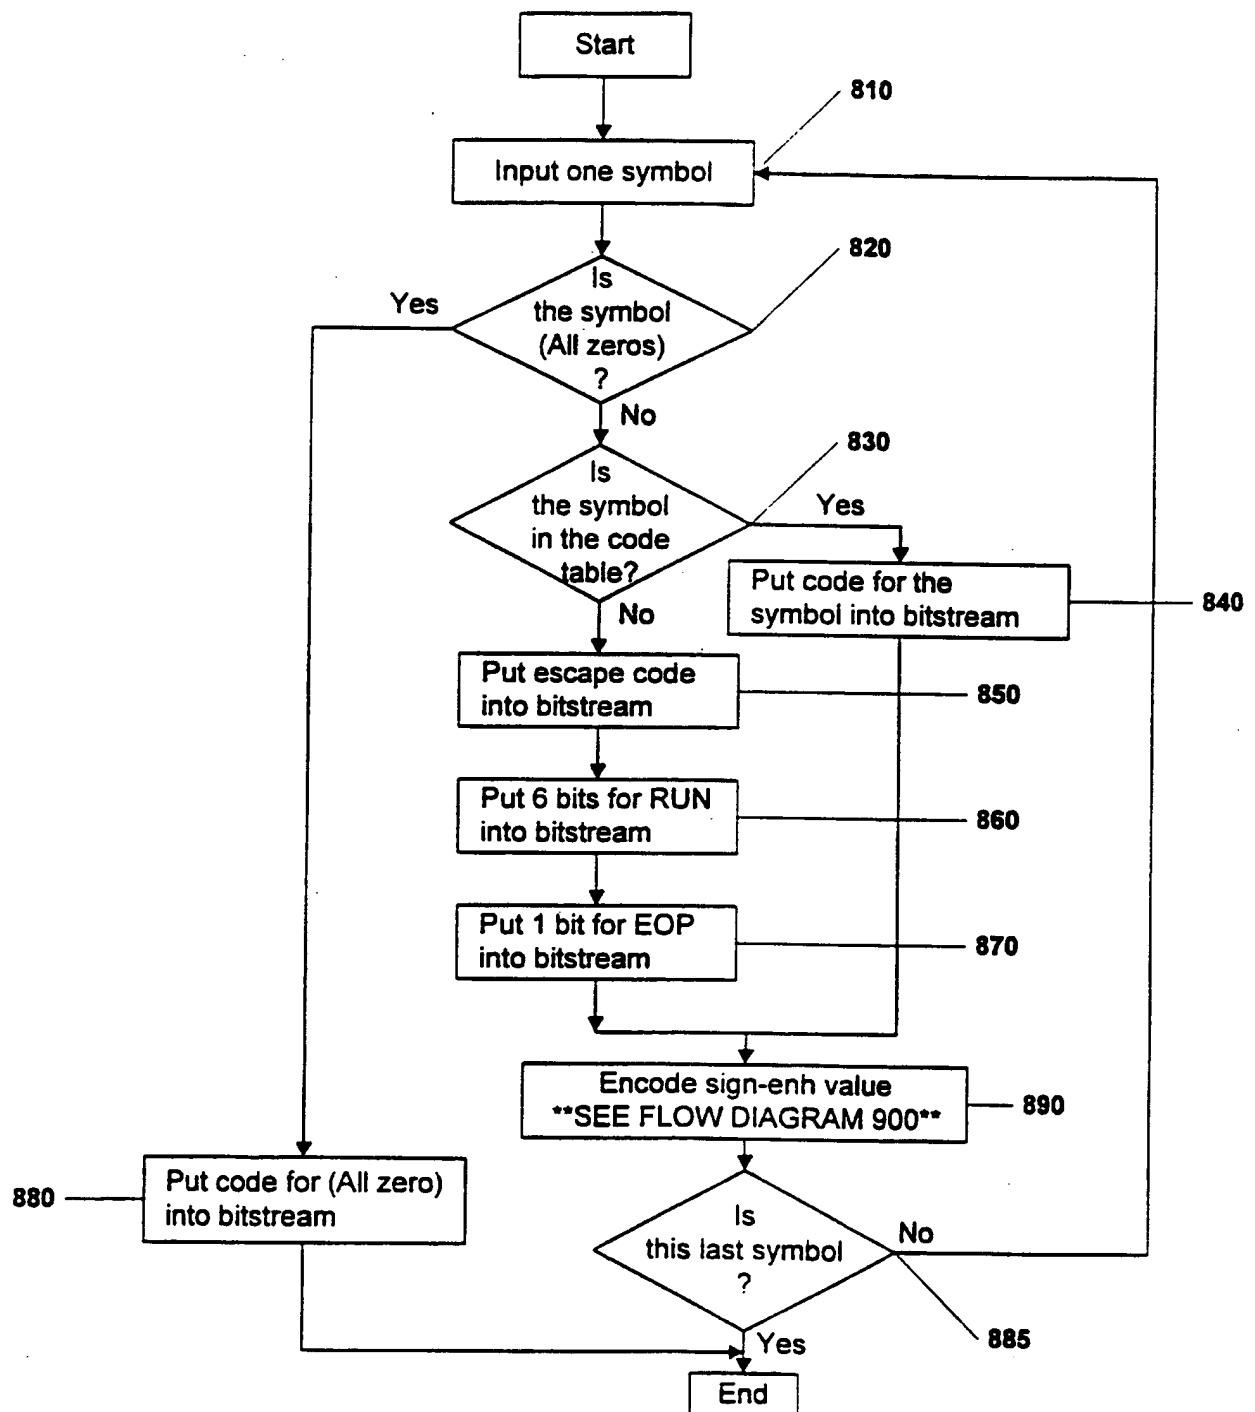 Start
810
Input one symbol
820
Is
the symbol
(All zeros)
?
Yes
No
830
Is
the symbol
in the code
table?
Yes
No
Put code for the
symbol into bitstream
840
Put escape code
into bitstream
850
Put 6 bits for RUN
into bitstream
860
Put 1 bit for EOP
into bitstream
870
Encode sign-enh value
**SEE FLOW DIAGRAM 900**
890
880
Put code for (All zero)
into bitstream
Is
this last symbol
?
No
885
Yes
End